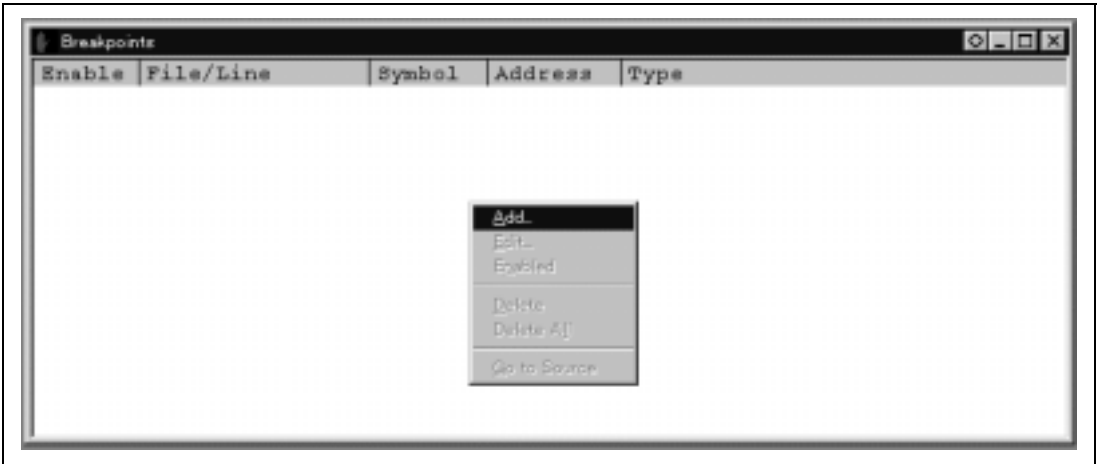 Breakpoints
Enable File/Line Symbol Address Type
Add...
Edit...
Enabled
Delete
Delete All
Go to Source